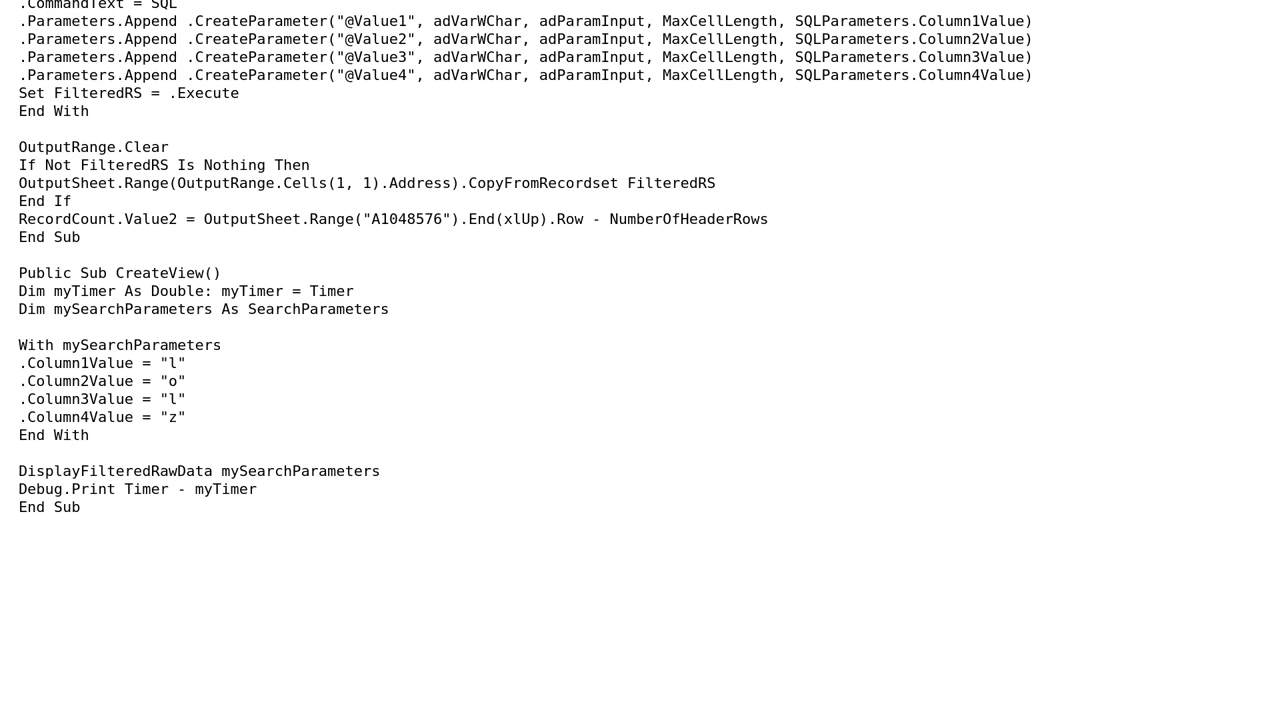 .CommandText = SQL
.Parameters.Append .CreateParameter("@Value1", adVarWChar, adParamInput, MaxCellLength, SQLParameters.Column1Value)
.Parameters.Append .CreateParameter("@Value2", adVarWChar, adParamInput, MaxCellLength, SQLParameters.Column2Value)
.Parameters.Append .CreateParameter("@Value3", adVarWChar, adParamInput, MaxCellLength, SQLParameters.Column3Value)
.Parameters.Append .CreateParameter("@Value4", adVarWChar, adParamInput, MaxCellLength, SQLParameters.Column4Value)
Set FilteredRS = .Execute
End With

OutputRange.Clear
If Not FilteredRS Is Nothing Then
OutputSheet.Range(OutputRange.Cells(1, 1).Address).CopyFromRecordset FilteredRS
End If
RecordCount.Value2 = OutputSheet.Range("A1048576").End(xlUp).Row - NumberOfHeaderRows
End Sub

Public Sub CreateView()
Dim myTimer As Double: myTimer = Timer
Dim mySearchParameters As SearchParameters

With mySearchParameters
.Column1Value = "l"
.Column2Value = "o"
.Column3Value = "l"
.Column4Value = "z"
End With

DisplayFilteredRawData mySearchParameters
Debug.Print Timer - myTimer
End Sub